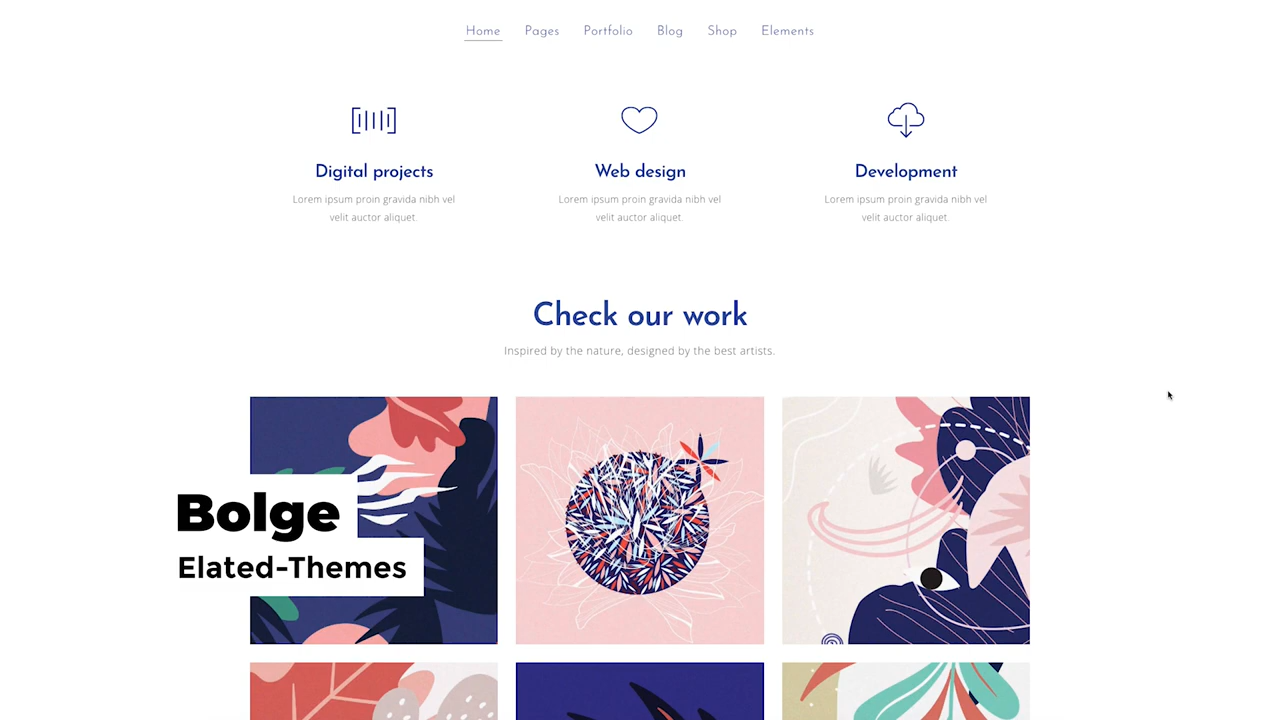 Home Pages Portfolio Blog Shop Elements
Digital projects
Lorem ipsum proin gravida nibh vel
velit auctor aliquet.
Web design
Lorem ipsum proin gravida nibh vel
velit auctor aliquet.
Development
Lorem ipsum proin gravida nibh vel
velit auctor aliquet.
Check our work
Inspired by the nature, designed by the best artists.
Bolge
Elated-Themes